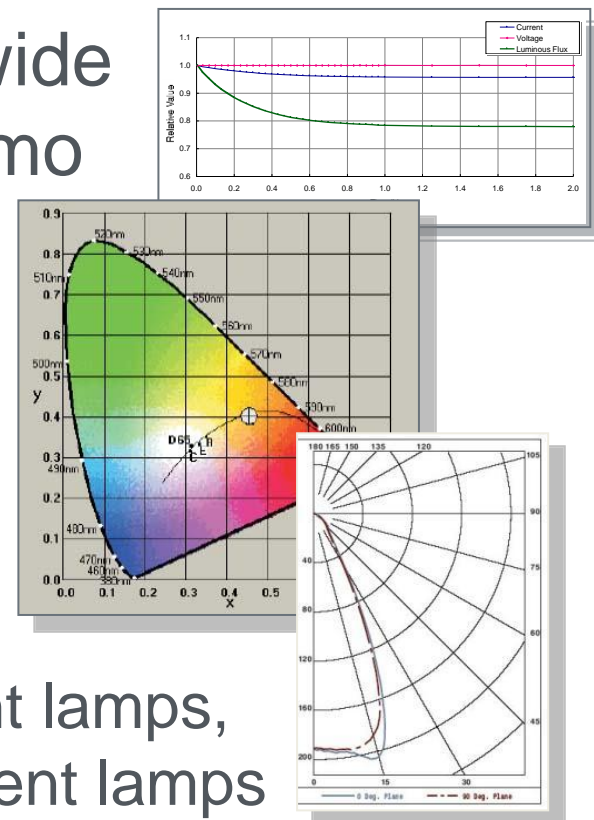 wide
Current
Voltage
Luminous Flux
1.1
1.0
0.9
0.8
0.7
0.6
Relative Value
0.0 0.2 0.4 0.6 0.8 1.0 1.2 1.4 1.6 1.8 2.0
mo
0.9
0.8
0.7
0.6
0.5
0.4
0.3
0.2
0.1
0.0
y
520nm
530nm
540nm
510nm
550nm
560nm
500nm
570nm
580nm
590nm
600nm
D65
B
E
C
490nm
480nm
470nm
460nm
380nm
0.0 0.1 0.2 0.3 0.4 0.5
x
180 165 150 135 120
105
90
75
60
45
40
80
120
160
200
0 15 30
0 Deg. Plane 90 Deg. Plane
nt lamps,
ent lamps